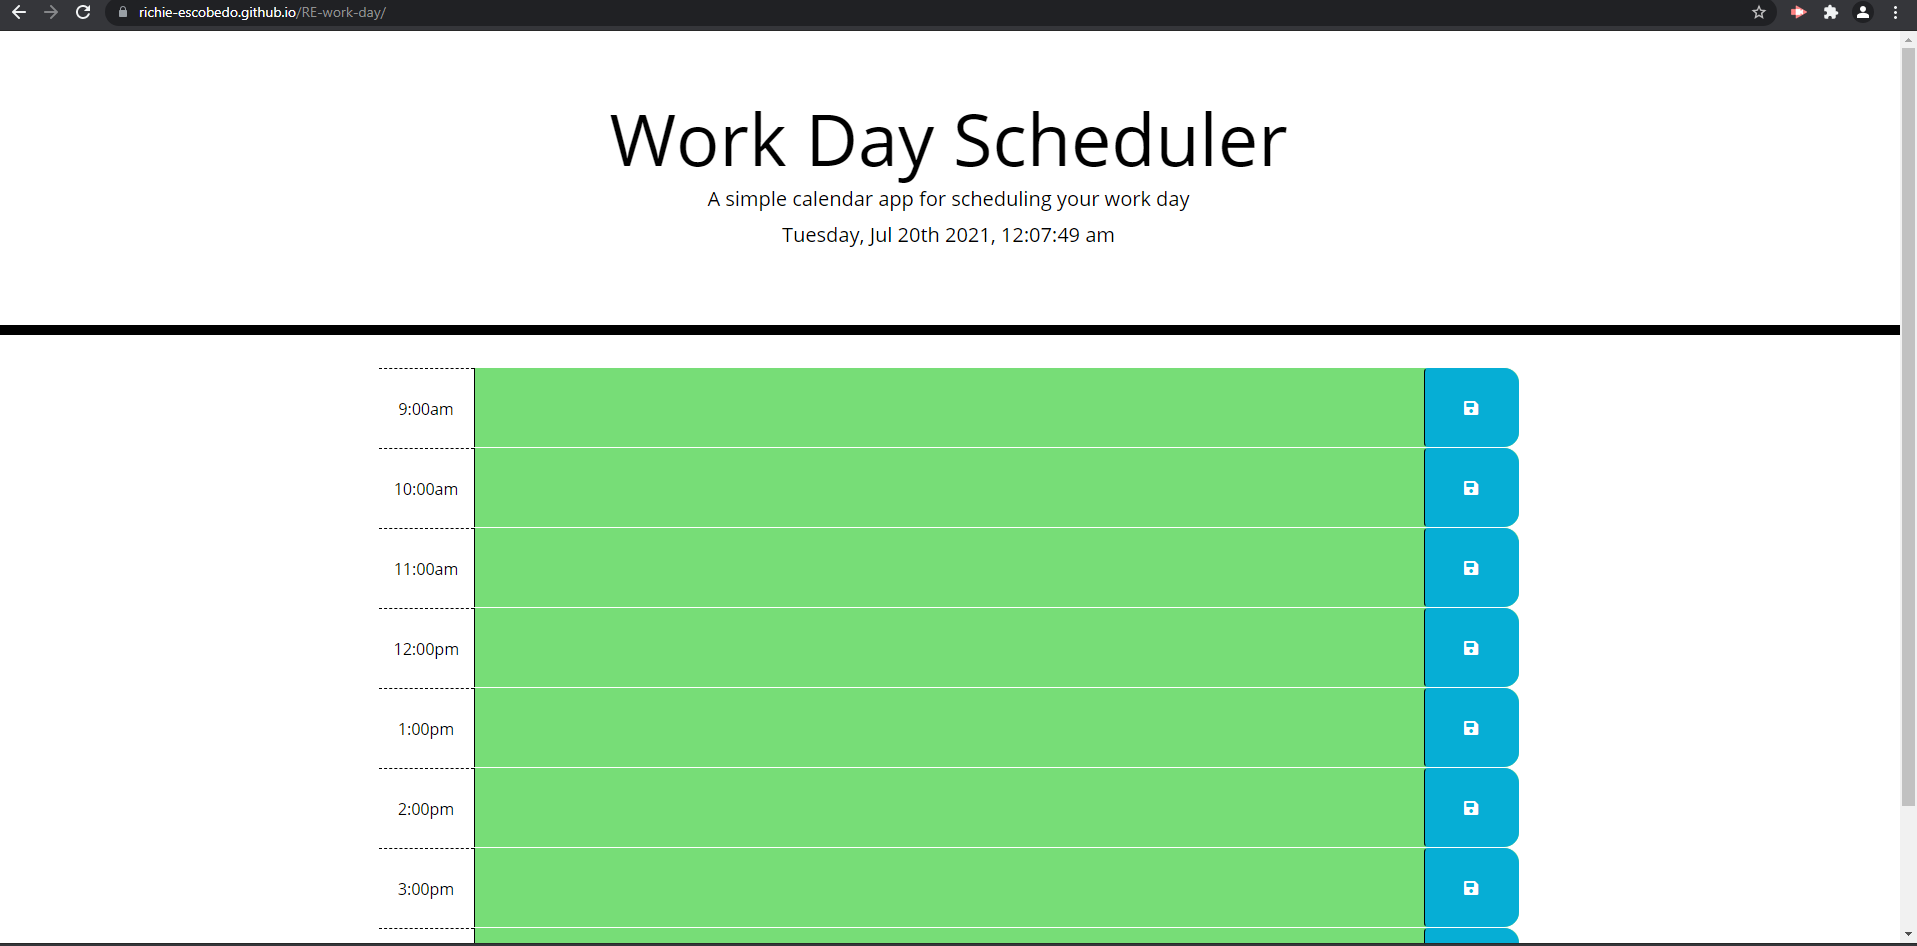 richie-escobedo.github.io/RE-work-day/
Work Day Scheduler
A simple calendar app for scheduling your work day
Tuesday, Jul 20th 2021, 12:07:49 am
9:00am
10:00am
11:00am
12:00pm
1:00pm
2:00pm
3:00pm